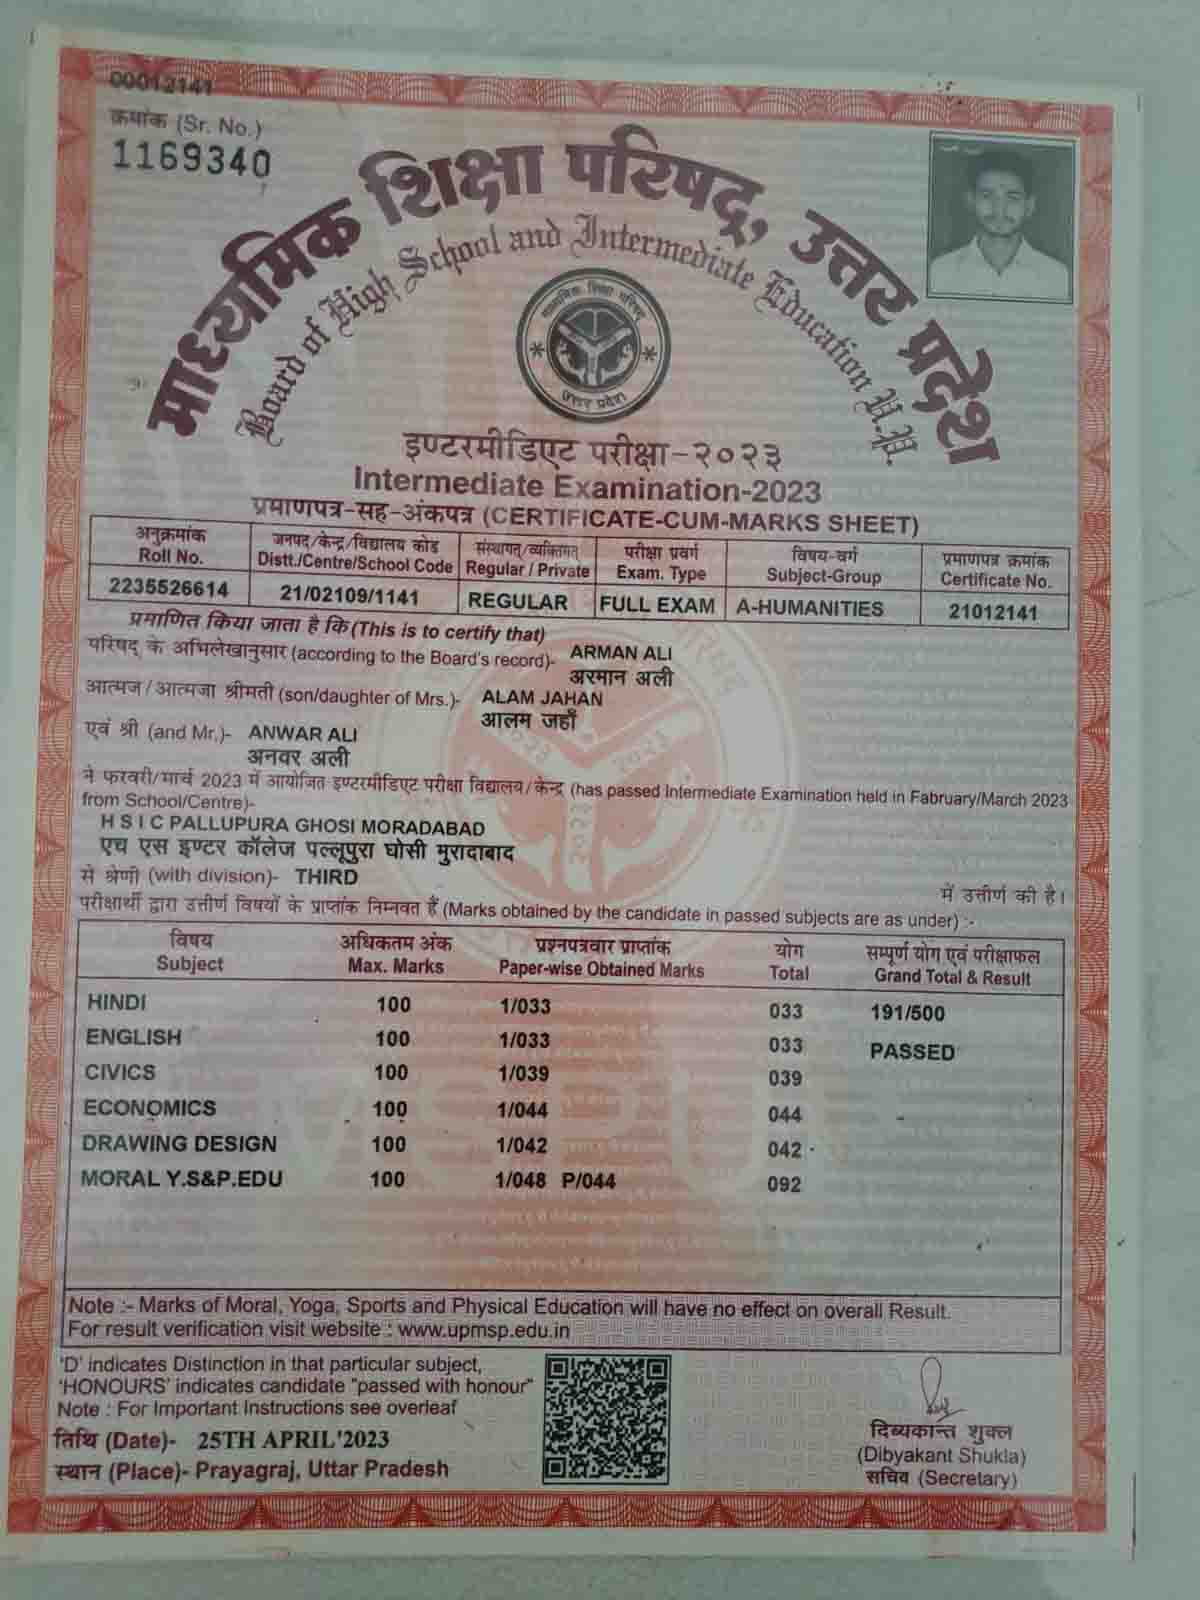 00012141
क्रमांक (Sr. No.)
1169340
माध्यमिक शिक्षा परिषद्, उत्तर प्रदेश
Board of High School and Intermediate Education U.P.
माध्यमिक शिक्षा परिषद्
उत्तर प्रदेश
इण्टरमीडिएट परीक्षा-२०२३
Intermediate Examination-2023
प्रमाणपत्र-सह-अंकपत्र (CERTIFICATE-CUM-MARKS SHEET)
अनुक्रमांक जनपद/केन्द्र/विद्यालय कोड संस्थागत/व्यक्तिगत परीक्षा प्रवर्ग विषय-वर्ग प्रमाणपत्र क्रमांक
Roll No. Distt./Centre/School Code Regular / Private Exam. Type Subject-Group Certificate No.
2235526614 21/02109/1141 REGULAR FULL EXAM A-HUMANITIES 21012141
प्रमाणित किया जाता है कि (This is to certify that)
परिषद् के अभिलेखानुसार (according to the Board's record)- ARMAN ALI
अरमान अली
आत्मज/आत्मजा श्रीमती (son/daughter of Mrs.)- ALAM JAHAN
आलम जहाँ
एवं श्री (and Mr.)- ANWAR ALI
अनवर अली
ने फरवरी/मार्च 2023 में आयोजित इण्टरमीडिएट परीक्षा विद्यालय/केन्द्र (has passed Intermediate Examination held in Fabruary/March 2023
from School/Centre)-
H S I C PALLUPURA GHOSI MORADABAD
एच एस इण्टर कॉलेज पल्लूपुरा घोसी मुरादाबाद
से श्रेणी (with division)- THIRD में उत्तीर्ण की है।
परीक्षार्थी द्वारा उत्तीर्ण विषयों के प्राप्तांक निम्नवत हैं (Marks obtained by the candidate in passed subjects are as under) :-
विषय अधिकतम अंक प्रश्नपत्रवार प्राप्तांक योग सम्पूर्ण योग एवं परीक्षाफल
Subject Max. Marks Paper-wise Obtained Marks Total Grand Total & Result
HINDI 100 1/033 033 191/500
ENGLISH 100 1/033 033 PASSED
CIVICS 100 1/039 039
ECONOMICS 100 1/044 044
DRAWING DESIGN 100 1/042 042
MORAL Y.S&P.EDU 100 1/048 P/044 092
Note :- Marks of Moral, Yoga, Sports and Physical Education will have no effect on overall Result.
For result verification visit website : www.upmsp.edu.in
'D' indicates Distinction in that particular subject,
'HONOURS' indicates candidate "passed with honour"
Note : For Important Instructions see overleaf
तिथि (Date)- 25TH APRIL'2023
स्थान (Place)- Prayagraj, Uttar Pradesh
दिब्यकान्त शुक्ल
(Dibyakant Shukla)
सचिव (Secretary)